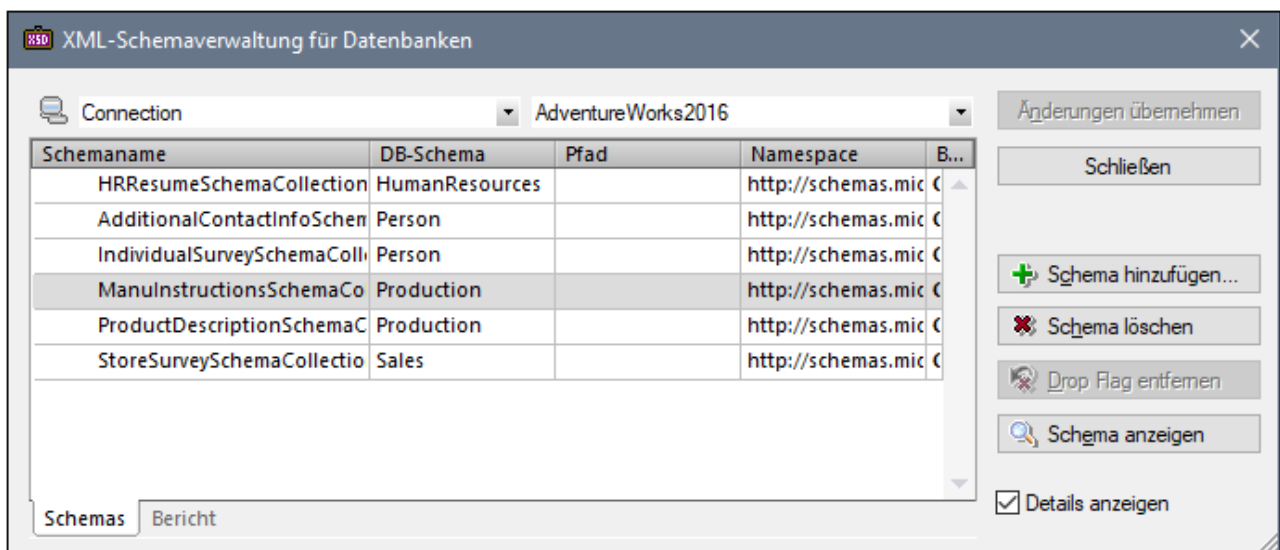 XSD XML-Schemaverwaltung für Datenbanken
Connection AdventureWorks2016 Änderungen übernehmen
Schemaname DB-Schema Pfad Namespace B...
Schließen
HRResumeSchemaCollection HumanResources http://schemas.mic
AdditionalContactInfoSchem Person http://schemas.mic
IndividualSurveySchemaColl Person http://schemas.mic
Schema hinzufügen...
ManuInstructionsSchemaCo Production http://schemas.mic
ProductDescriptionSchemaC Production http://schemas.mic
Schema löschen
StoreSurveySchemaCollectio Sales http://schemas.mic
Drop Flag entfernen
Schema anzeigen
Details anzeigen
Schemas Bericht